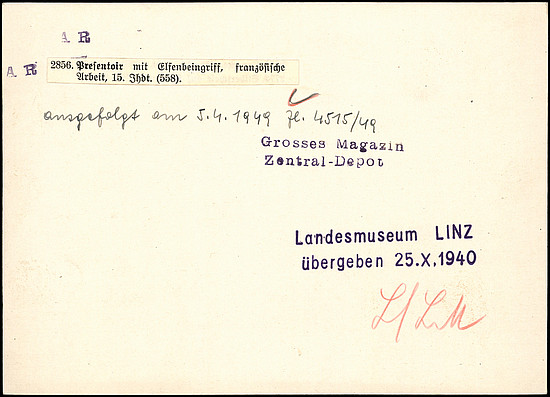 A R
A R
2856. Presentoir mit Elfenbeingriff, französische
Arbeit, 15. Jhdt. (558).
ausgefolgt am 5.4.1949 Zl. 4515/49
Grosses Magazin
Zentral-Depot
Landesmuseum LINZ
übergeben 25.X.1940
L/LM